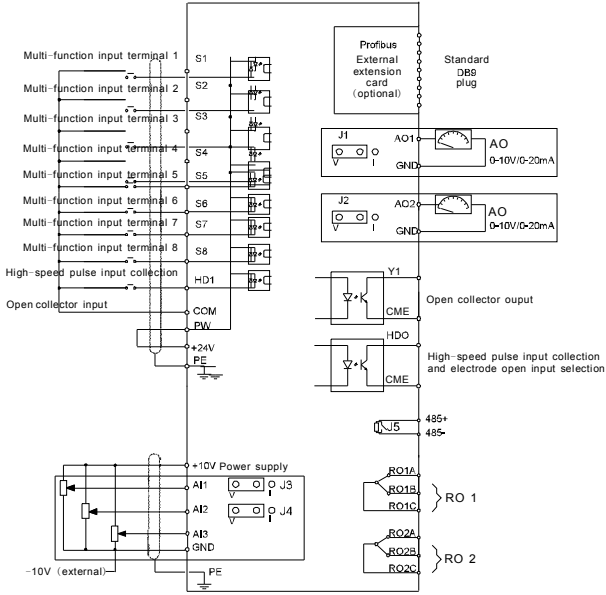 Multi-function input terminal 1
S1
Multi-function input terminal 2
S2
Multi-function input terminal 3
S3
Multi-function input terminal 4
S4
Multi-function input terminal 5
S5
Multi-function input terminal 6
S6
Multi-function input terminal 7
S7
Multi-function input terminal 8
S8
High-speed pulse input collection
HD1
Open collector input
COM
PW
+24V
PE
+10V Power supply
AI1
V
I
J3
AI2
V
I
J4
AI3
GND
-10V (external)
PE
Profibus
External
extension
card
(optional)
Standard
DB9
plug
J1
V
I
AO1
GND
AO
0-10V/0-20mA
J2
V
I
AO2
GND
AO
0-10V/0-20mA
Y1
CME
Open collector ouput
HDO
CME
High-speed pulse input collection
and electrode open input selection
J5
485+
485-
RO1A
RO1B
RO1C
RO 1
RO2A
RO2B
RO2C
RO 2